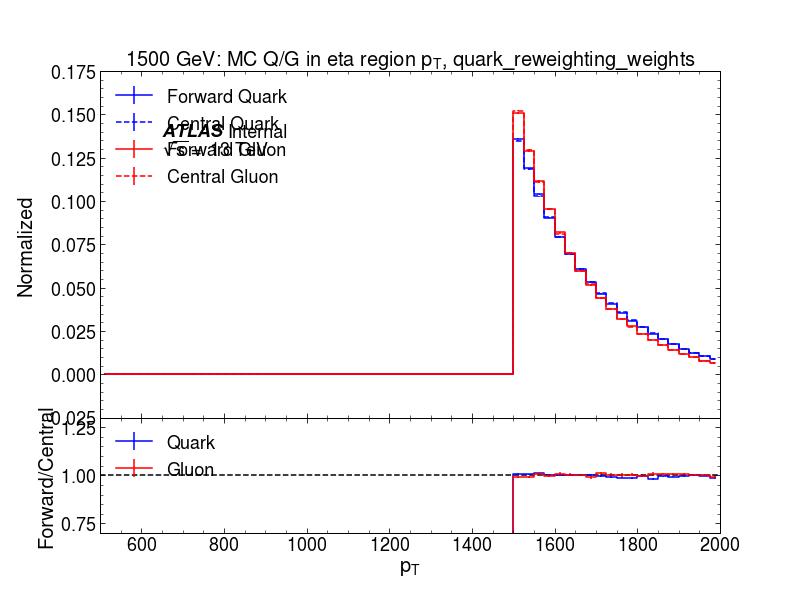 1500 GeV: MC Q/G in eta region p_T, quark_reweighting_weights
0.175
0.150
0.125
0.100
0.075
0.050
0.025
0.000
0.025
Normalized
Forward Quark
Central Quark
ATLAS Internal
√s = 13 TeV
Forward Gluon
Central Gluon
1.25
1.00
0.75
Forward/Central
Quark
Gluon
600 800 1000 1200 1400 1600 1800 2000
p_T